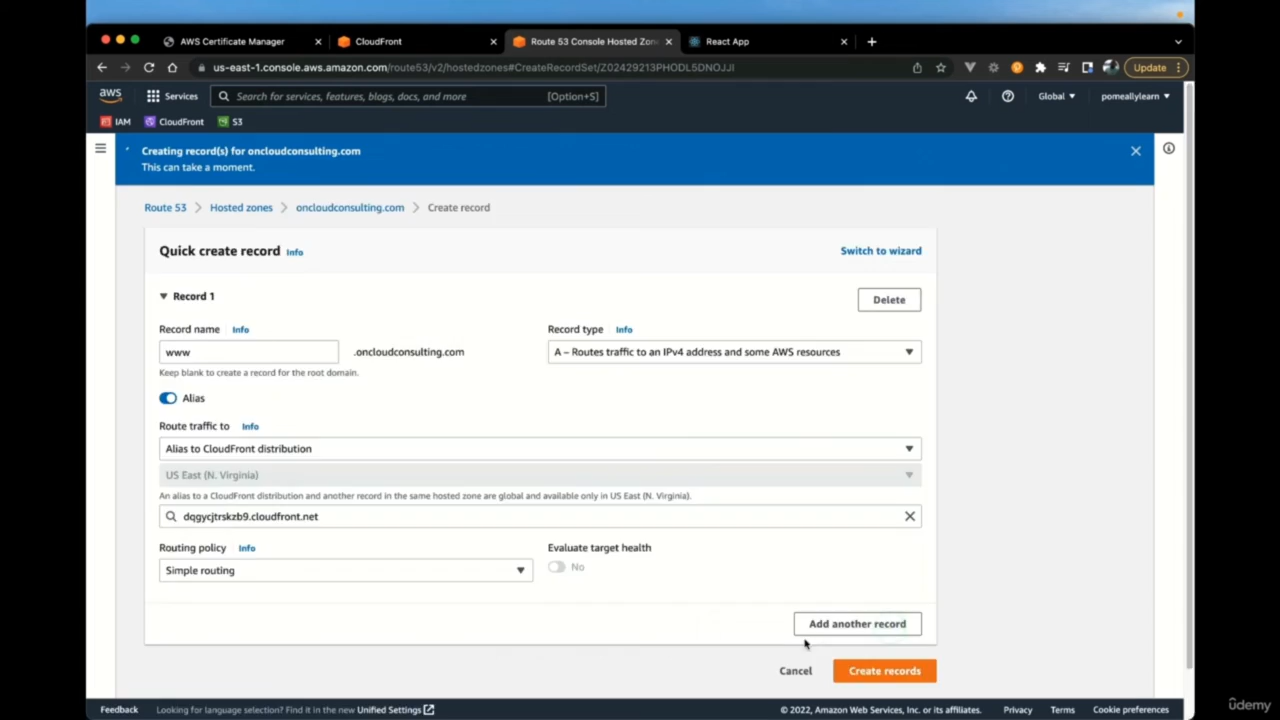 AWS Certificate Manager
CloudFront
Route 53 Console Hosted Zon
React App
us-east-1.console.aws.amazon.com/route53/v2/hostedzones#CreateRecordSet/Z02429213PHODL5DNOJJI
Update
aws
Services
Search for services, features, blogs, docs, and more
[Option+S]
Global
pomeallylearn
IAM
CloudFront
S3
Creating record(s) for oncloudconsulting.com
This can take a moment.
Route 53
Hosted zones
oncloudconsulting.com
Create record
Quick create record
Info
Switch to wizard
Record 1
Delete
Record name
Info
Record type
Info
www
.oncloudconsulting.com
A – Routes traffic to an IPv4 address and some AWS resources
Keep blank to create a record for the root domain.
Alias
Route traffic to
Info
Alias to CloudFront distribution
US East (N. Virginia)
An alias to a CloudFront distribution and another record in the same hosted zone are global and available only in US East (N. Virginia).
dqgycjtrskzb9.cloudfront.net
Routing policy
Info
Evaluate target health
Simple routing
No
Add another record
Cancel
Create records
Feedback
Looking for language selection? Find it in the new Unified Settings
© 2022, Amazon Web Services, Inc. or its affiliates.
Privacy
Terms
Cookie preferences
ûdemy